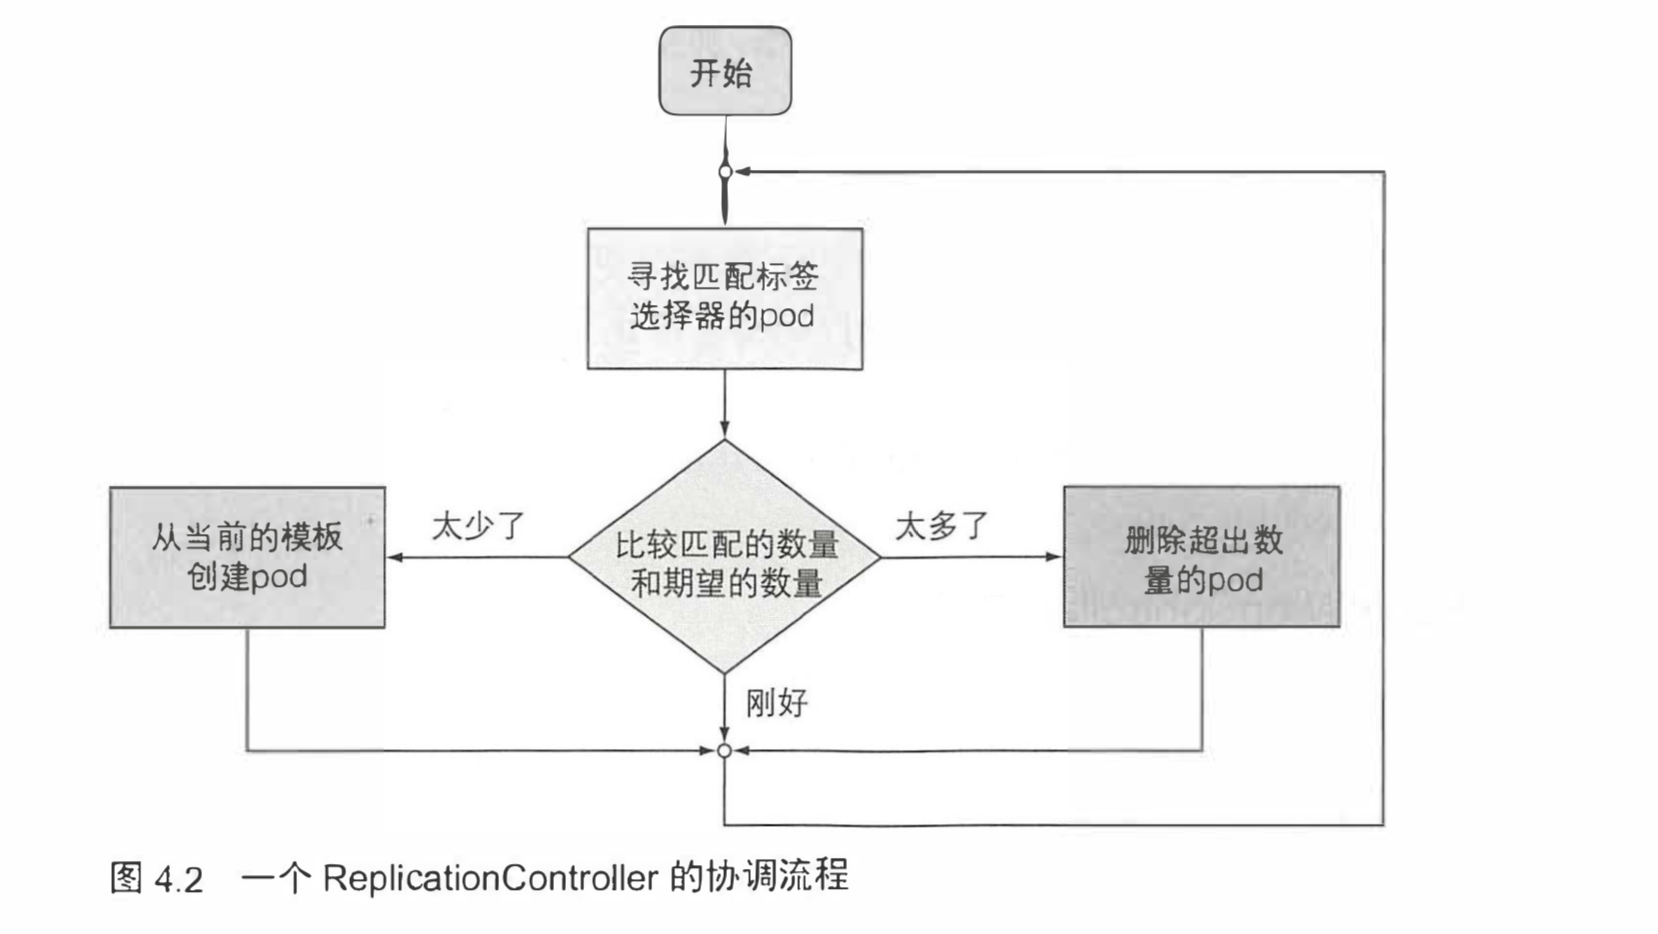 开始
寻找匹配标签
选择器的pod
从当前的模板
创建pod
太少了
比较匹配的数量
和期望的数量
太多了
删除超出数
量的pod
刚好
图 4.2 一个 ReplicationController 的协调流程